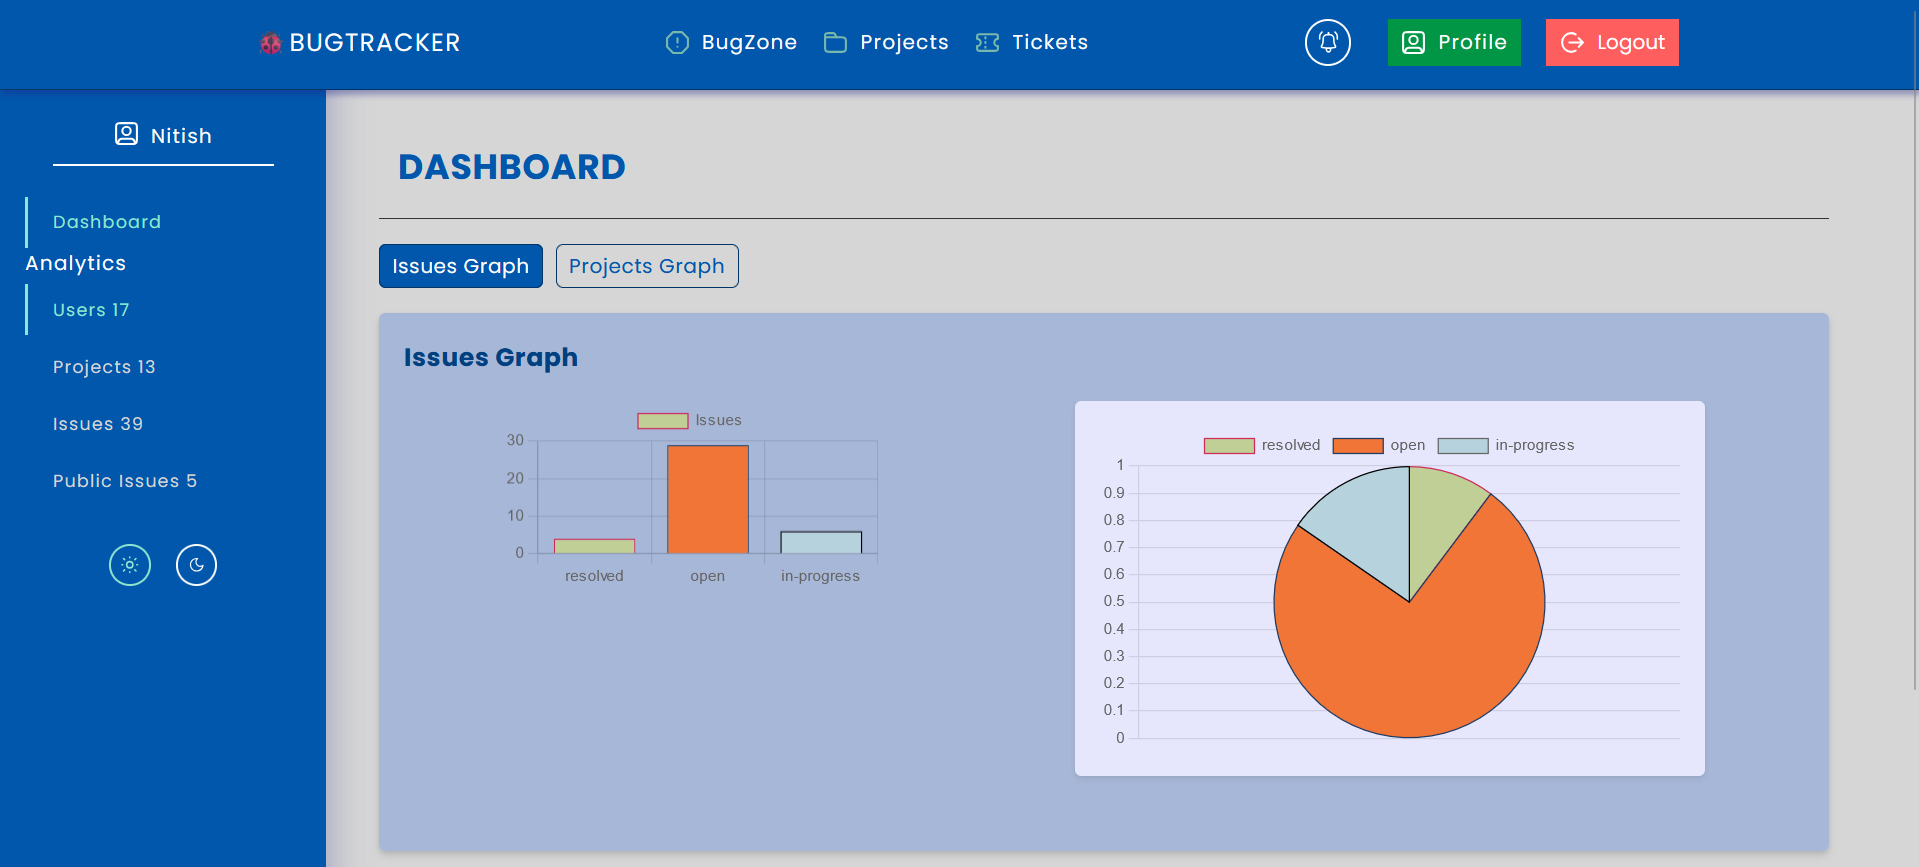 BUGTRACKER
BugZone Projects Tickets
Profile Logout
Nitish
Dashboard
Analytics
Users 17
Projects 13
Issues 39
Public Issues 5
DASHBOARD
Issues Graph Projects Graph
Issues Graph
Issues
30
20
10
0
resolved open in-progress
resolved open in-progress
1
0.9
0.8
0.7
0.6
0.5
0.4
0.3
0.2
0.1
0